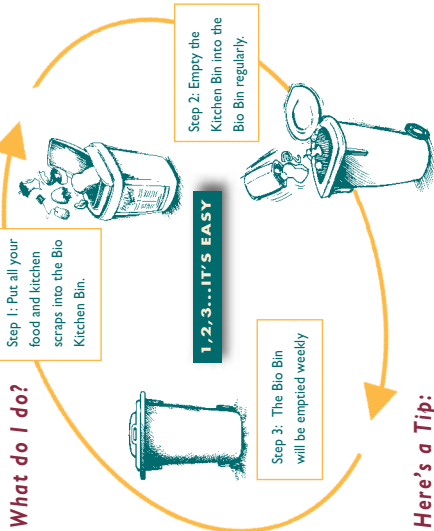 What do I do?
Step 1: Put all your
food and kitchen
scraps into the Bio
Kitchen Bin.
Step 2: Empty the
Kitchen Bin into the
Bio Bin regularly.
1,2,3...IT'S EASY
Step 3: The Bio Bin
will be emptied weekly
Here's a Tip: